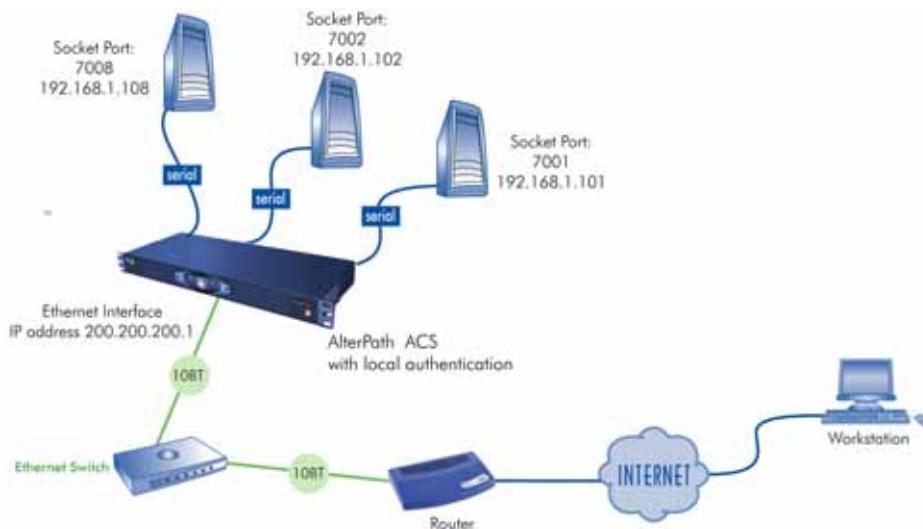 Socket Port:
7008
192.168.1.108
Socket Port:
7002
192.168.1.102
Socket Port:
7001
192.168.1.101
serial
serial
serial
Ethernet Interface
IP address 200.200.200.1
AlterPath ACS
with local authentication
10BT
Ethernet Switch
10BT
Router
INTERNET
Workstation